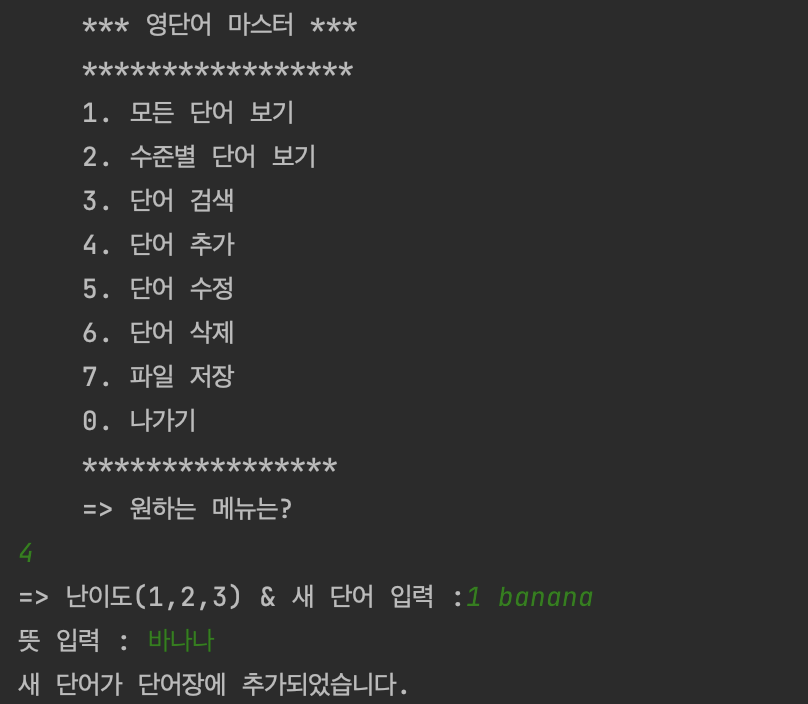 *** 영단어 마스터 ***
*****************
1. 모든 단어 보기
2. 수준별 단어 보기
3. 단어 검색
4. 단어 추가
5. 단어 수정
6. 단어 삭제
7. 파일 저장
0. 나가기
****************
=> 원하는 메뉴는?
4
=> 난이도(1,2,3) & 새 단어 입력 :1 banana
뜻 입력 : 바나나
새 단어가 단어장에 추가되었습니다.